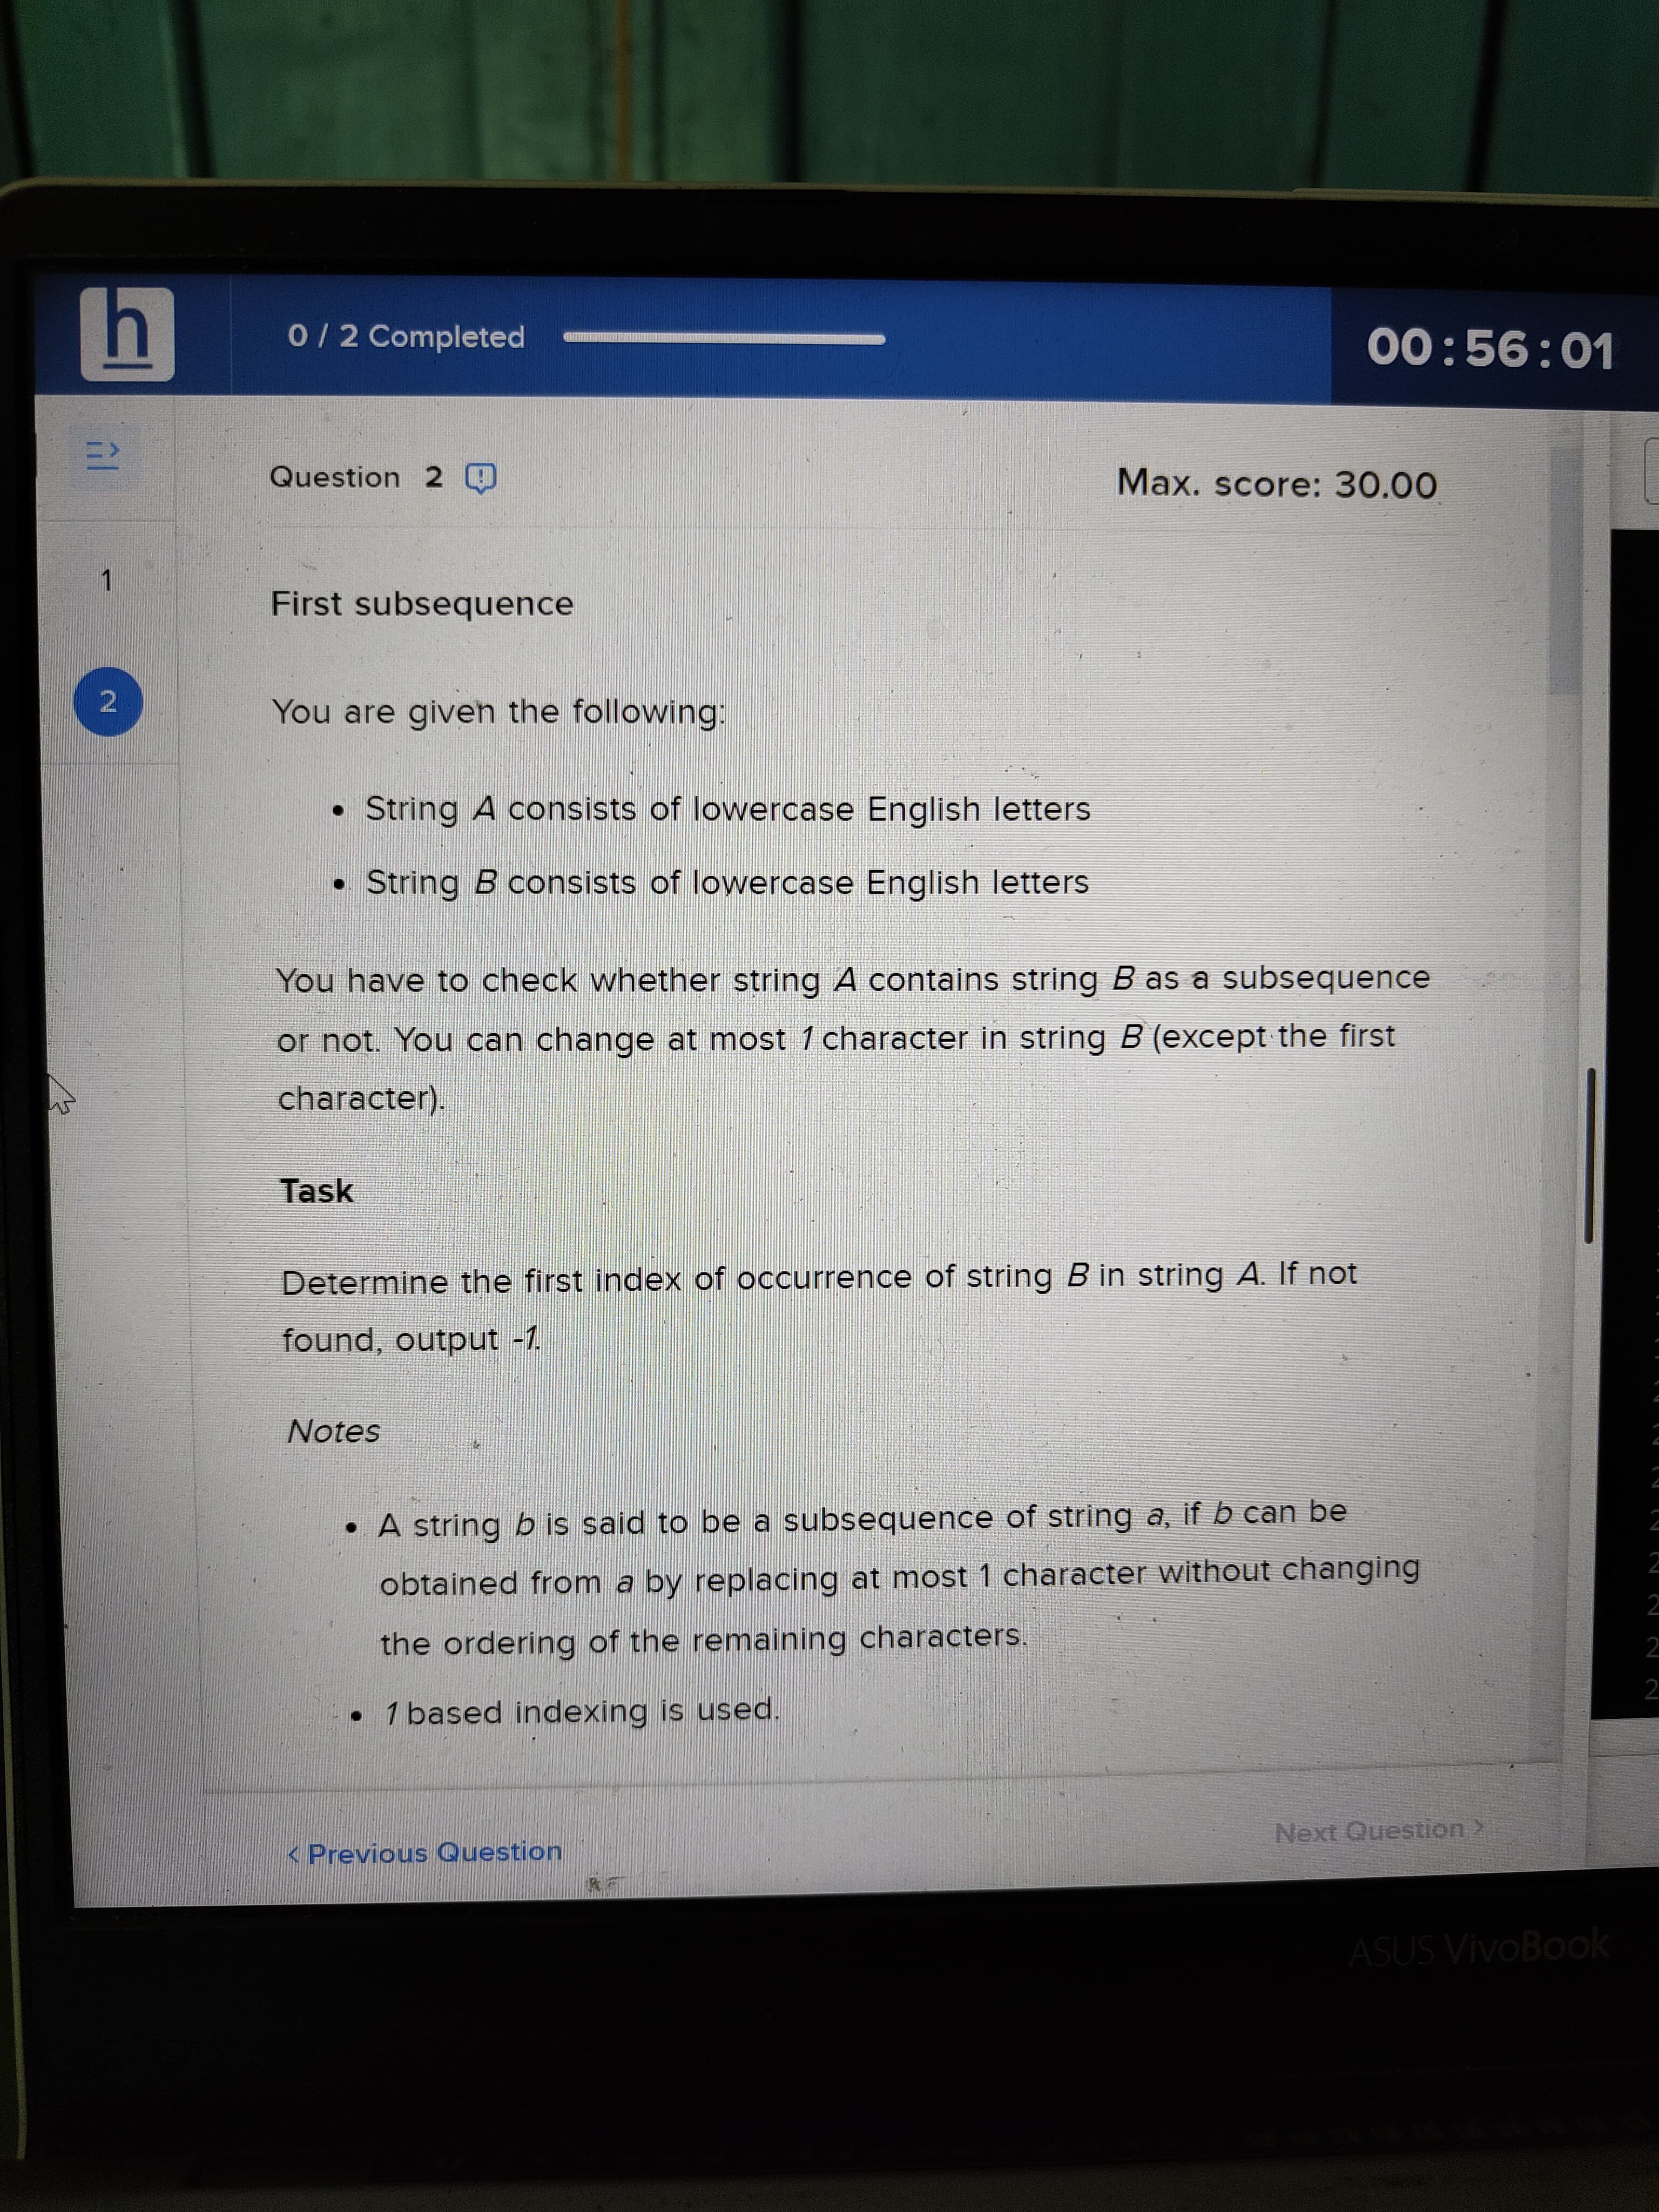 h
0 / 2 Completed
00:56:01
Question 2
Max. score: 30.00
1
2
First subsequence
You are given the following:
• String A consists of lowercase English letters
• String B consists of lowercase English letters
You have to check whether string A contains string B as a subsequence
or not. You can change at most 1 character in string B (except the first
character).
Task
Determine the first index of occurrence of string B in string A. If not
found, output -1.
Notes
• A string b is said to be a subsequence of string a, if b can be
obtained from a by replacing at most 1 character without changing
the ordering of the remaining characters.
• 1 based indexing is used.
< Previous Question
Next Question >
ASUS VivoBook